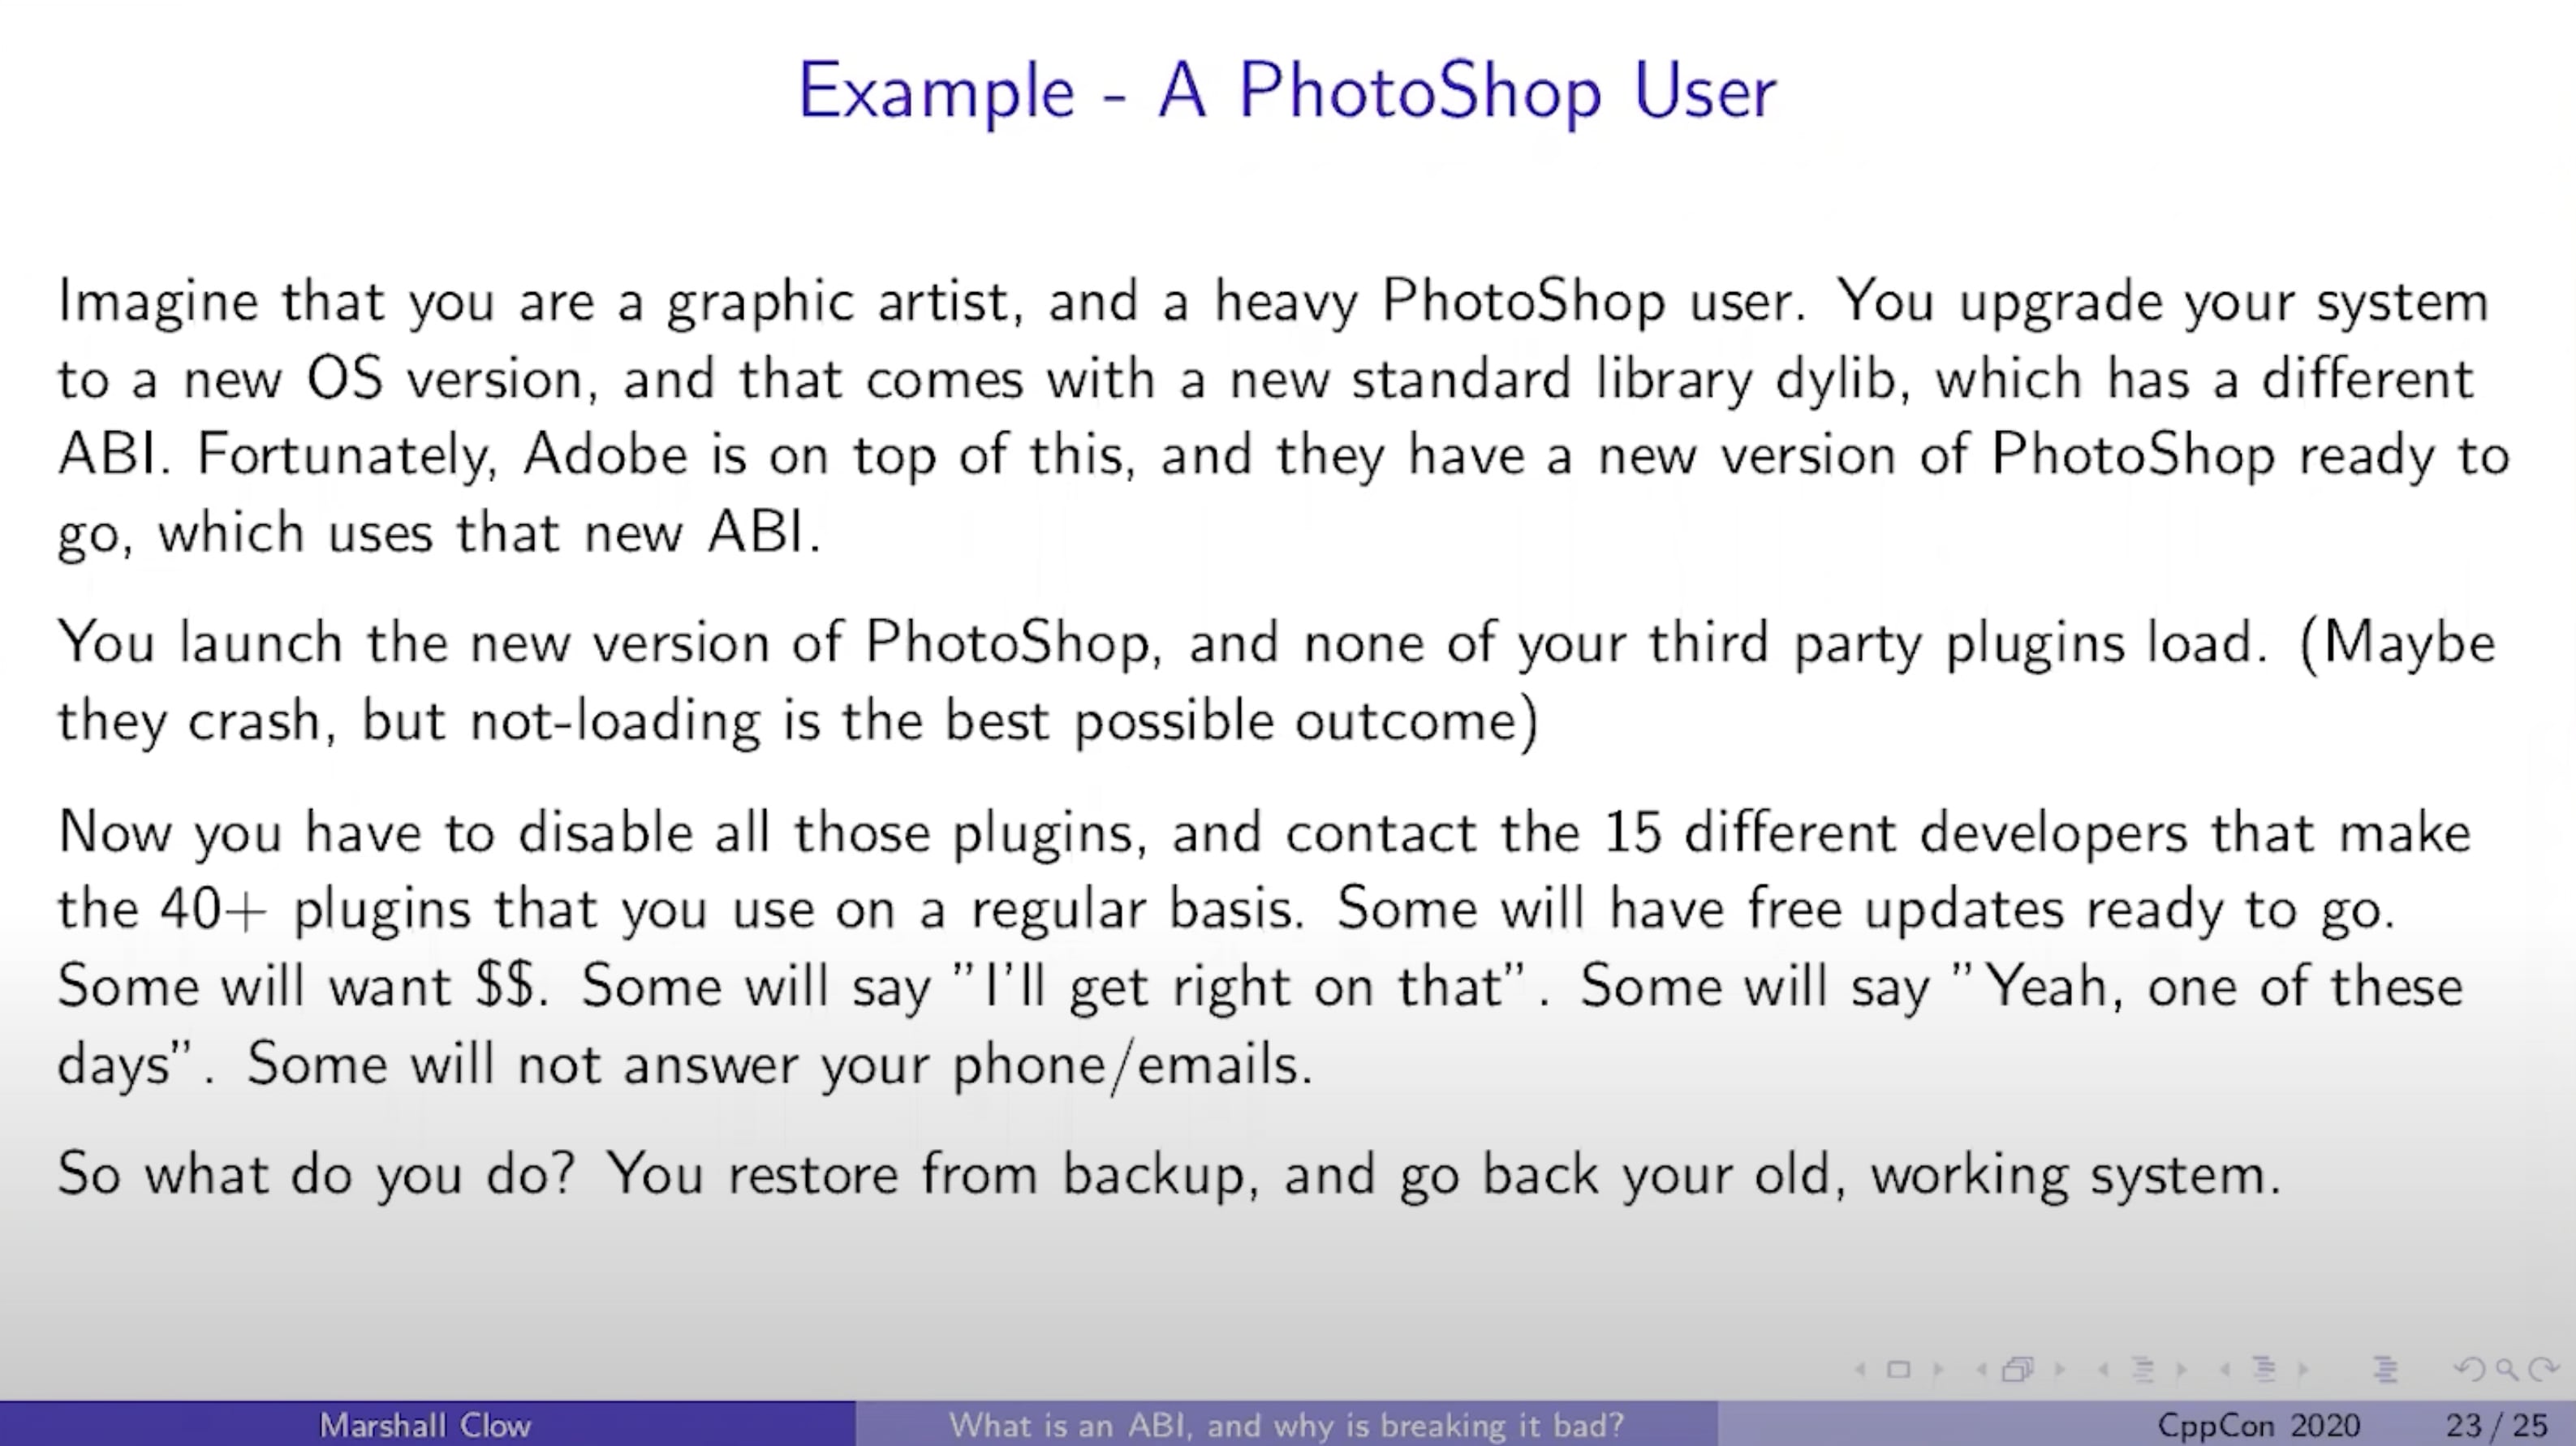 Example - A PhotoShop User
Imagine that you are a graphic artist, and a heavy PhotoShop user. You upgrade your system
to a new OS version, and that comes with a new standard library dylib, which has a different
ABI. Fortunately, Adobe is on top of this, and they have a new version of PhotoShop ready to
go, which uses that new ABI.
You launch the new version of PhotoShop, and none of your third party plugins load. (Maybe
they crash, but not-loading is the best possible outcome)
Now you have to disable all those plugins, and contact the 15 different developers that make
the 40+ plugins that you use on a regular basis. Some will have free updates ready to go.
Some will want $$. Some will say ”I’ll get right on that”. Some will say ”Yeah, one of these
days”. Some will not answer your phone/emails.
So what do you do? You restore from backup, and go back your old, working system.
Marshall Clow
What is an ABI, and why is breaking it bad?
CppCon 2020
23 / 25